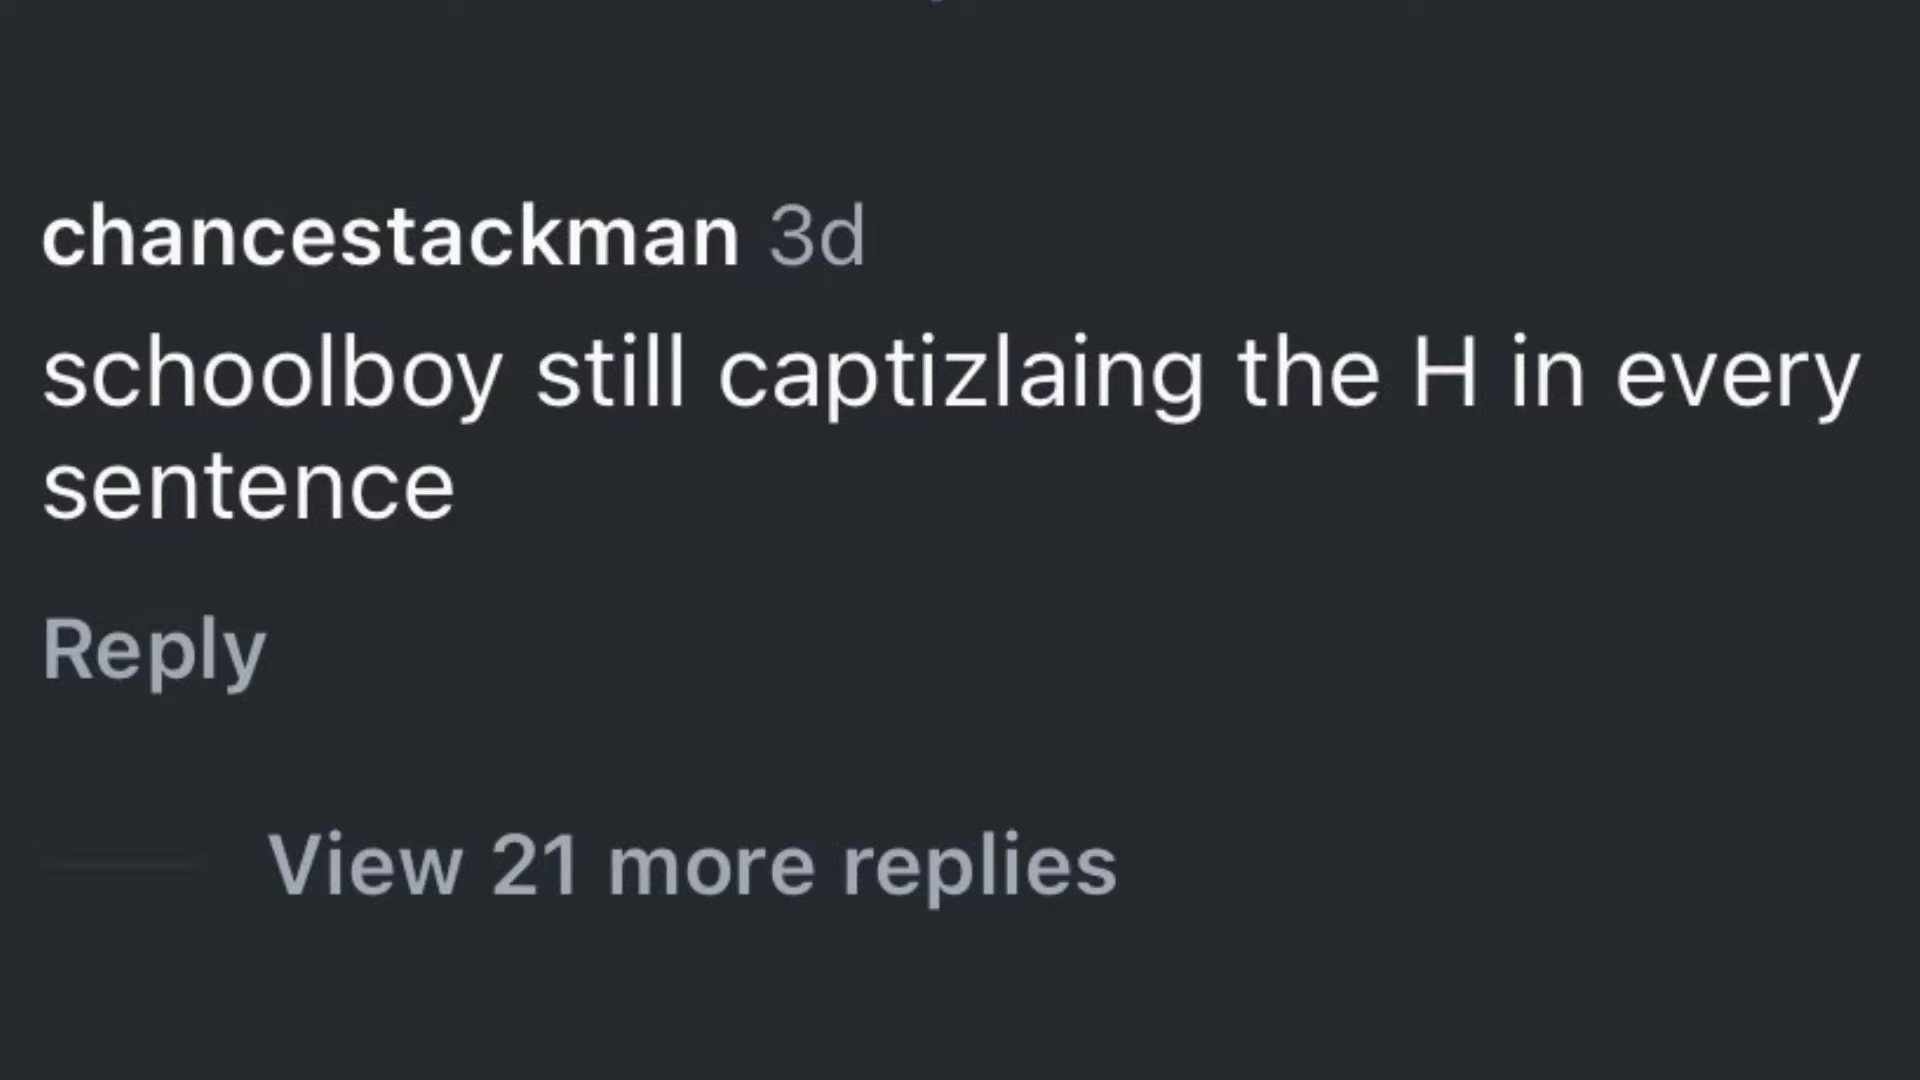 chancestackman 3d
schoolboy still captizlaing the H in every
sentence
Reply
View 21 more replies